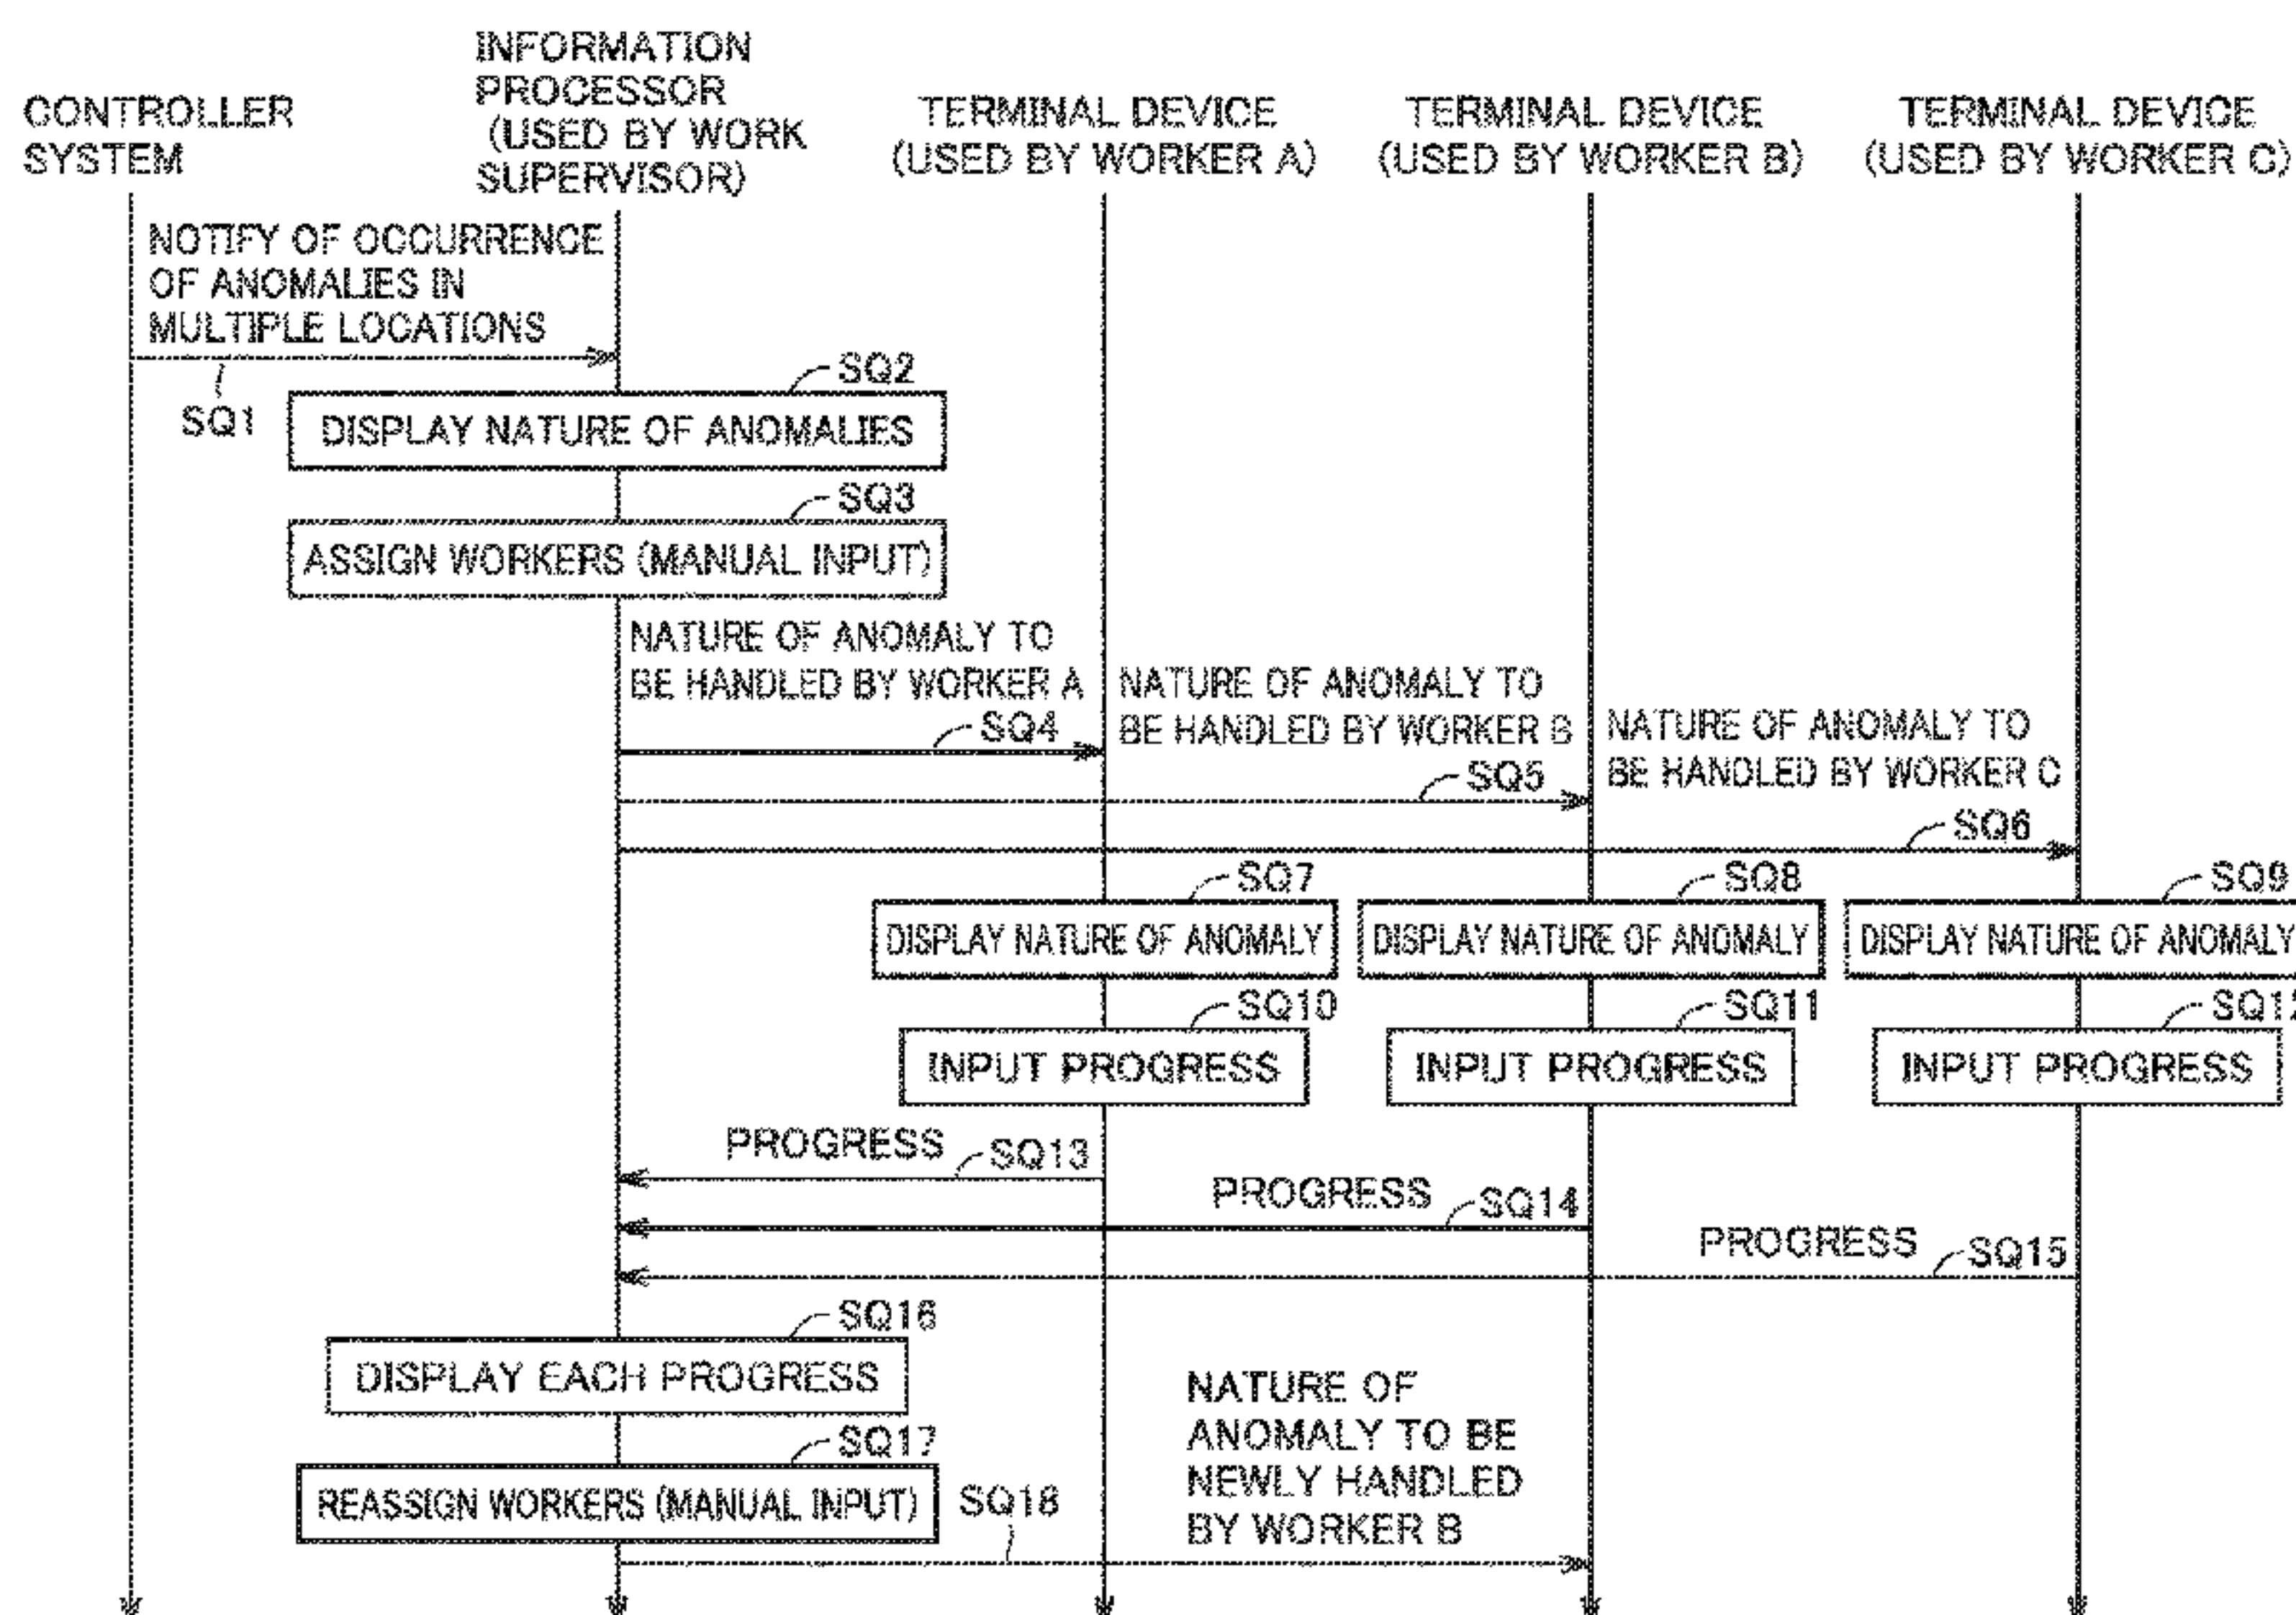 CONTROLLER
SYSTEM
INFORMATION
PROCESSOR
(USED BY WORK
SUPERVISOR)
TERMINAL DEVICE
(USED BY WORKER A)
TERMINAL DEVICE
(USED BY WORKER B)
TERMINAL DEVICE
(USED BY WORKER C)
NOTIFY OF OCCURRENCE
OF ANOMALIES IN
MULTIPLE LOCATIONS
SQ1
SQ2
DISPLAY NATURE OF ANOMALIES
SQ3
ASSIGN WORKERS (MANUAL INPUT)
NATURE OF ANOMALY TO
BE HANDLED BY WORKER A
SQ4
NATURE OF ANOMALY TO
BE HANDLED BY WORKER B
SQ5
NATURE OF ANOMALY TO
BE HANDLED BY WORKER C
SQ6
SQ7
DISPLAY NATURE OF ANOMALY
SQ8
DISPLAY NATURE OF ANOMALY
SQ9
DISPLAY NATURE OF ANOMALY
SQ10
INPUT PROGRESS
SQ11
INPUT PROGRESS
SQ12
INPUT PROGRESS
PROGRESS
SQ13
PROGRESS
SQ14
PROGRESS
SQ15
SQ16
DISPLAY EACH PROGRESS
SQ17
REASSIGN WORKERS (MANUAL INPUT)
SQ18
NATURE OF
ANOMALY TO BE
NEWLY HANDLED
BY WORKER B